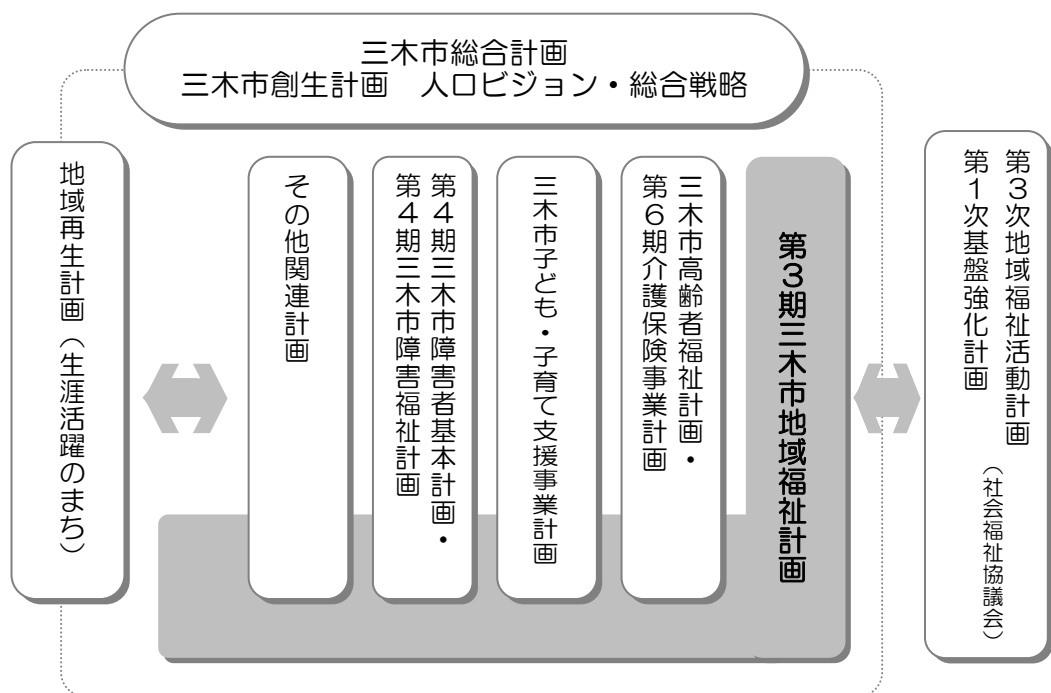 三木市総合計画
三木市創生計画　人口ビジョン・総合戦略
第３次地域福祉活動計画
第１次基盤強化計画
（社会福祉協議会）
第３期三木市地域福祉計画
三木市高齢者福祉計画・
第６期介護保険事業計画
三木市子ども・子育て支援事業計画
第４期三木市障害者基本計画・
第４期三木市障害福祉計画
その他関連計画
地域再生計画（生涯活躍のまち）